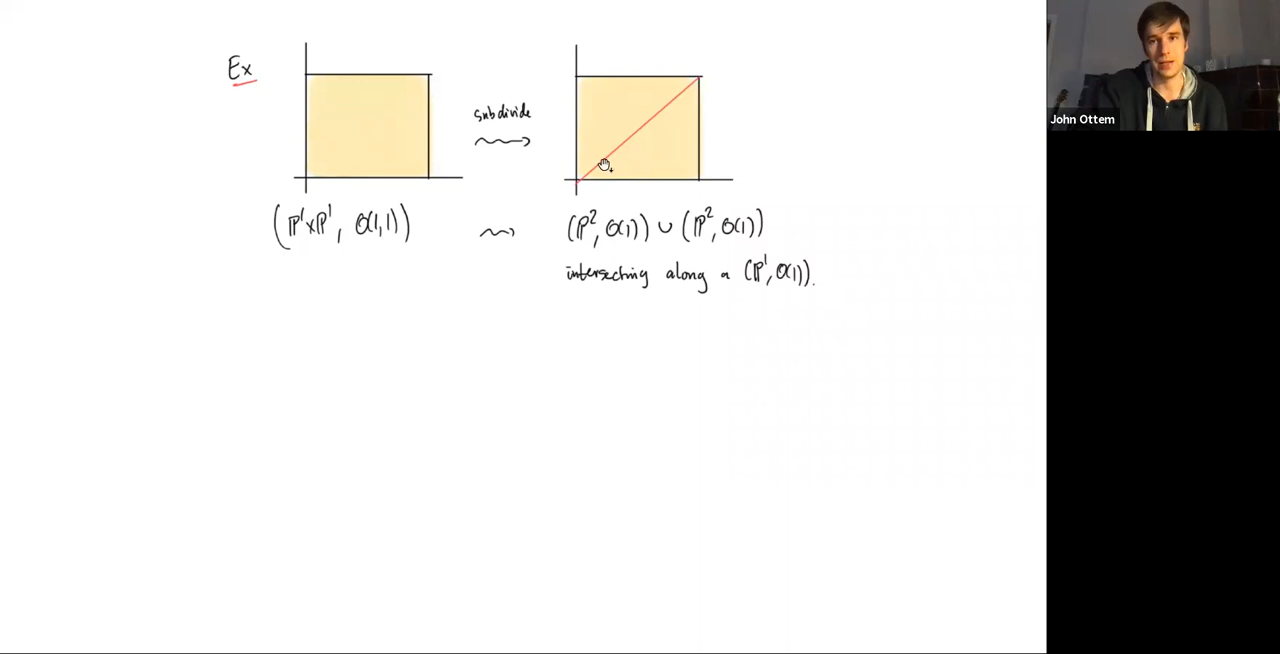 Ex
subdivide
John Ottem
(ℙ¹×ℙ¹, O(1,1)) ⇝ (ℙ², O(1)) ∪ (ℙ², O(1))
intersecting along a (ℙ¹, O(1)).